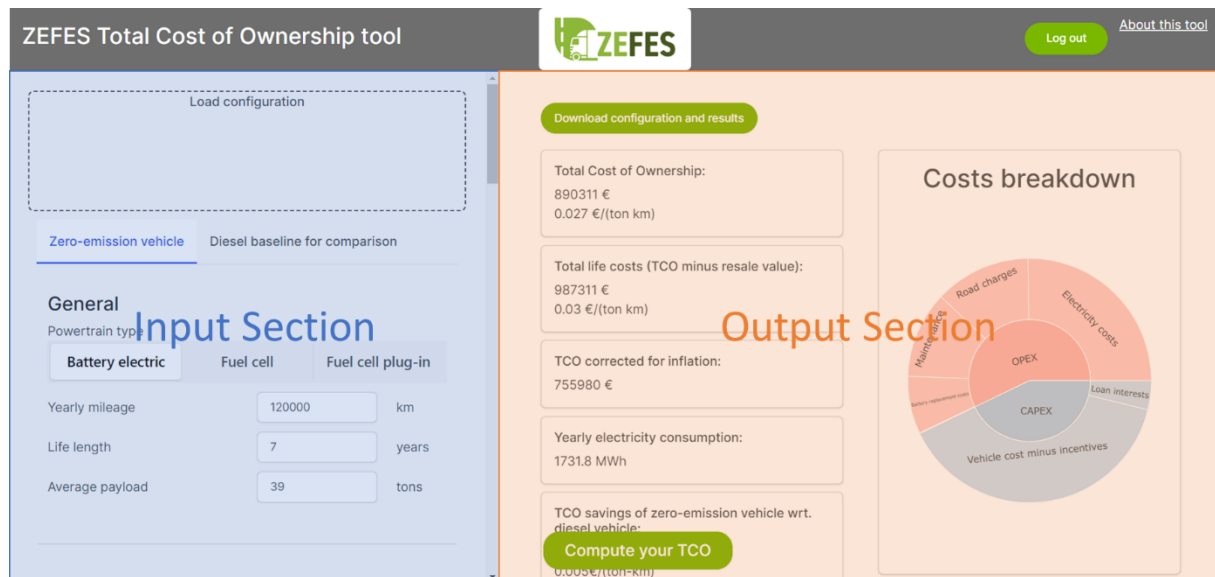 ZEFES Total Cost of Ownership tool
ZEFES
Log out
About this tool
Load configuration
Zero-emission vehicle
Diesel baseline for comparison
General
Input Section
Powertrain type
Battery electric
Fuel cell
Fuel cell plug-in
Yearly mileage 120000 km
Life length 7 years
Average payload 39 tons
Download configuration and results
Total Cost of Ownership:
890311 €
0.027 €/(ton km)
Total life costs (TCO minus resale value):
987311 €
0.03 €/(ton km)
Output Section
TCO corrected for inflation:
755980 €
Yearly electricity consumption:
1731.8 MWh
TCO savings of zero-emission vehicle wrt.
diesel vehicle:
Compute your TCO
0.005€/(ton-km)
Costs breakdown
Road charges
Electricity costs
Maintenance
OPEX
Battery replacement costs
Loan interests
CAPEX
Vehicle cost minus incentives